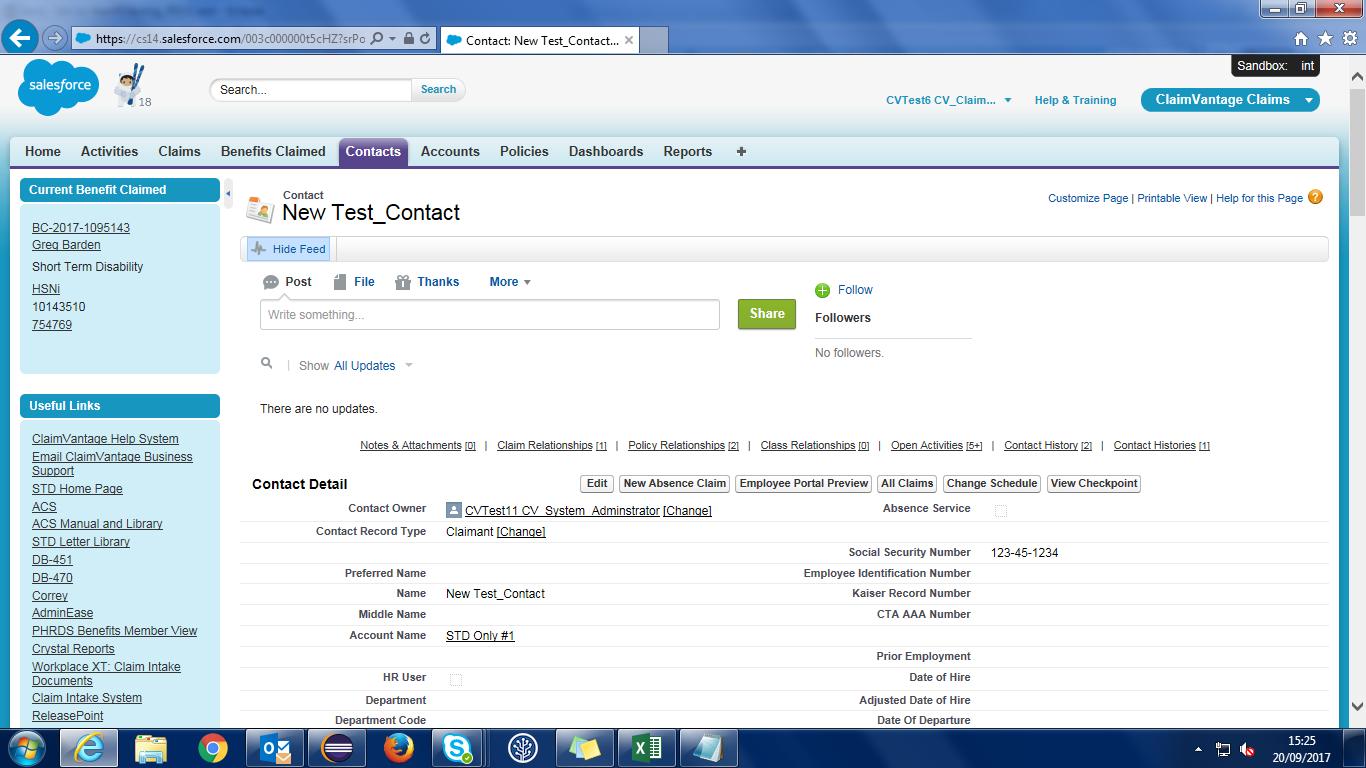 https://cs14.salesforce.com/003c000000t5cHZ?srPo
Contact: New Test_Contact...
Sandbox: int
salesforce
18
Search...
Search
CVTest6 CV_Claim...
Help & Training
ClaimVantage Claims
Home Activities Claims Benefits Claimed Contacts Accounts Policies Dashboards Reports
Current Benefit Claimed
BC-2017-1095143
Greg Barden
Short Term Disability
HSNi
10143510
754769
Useful Links
ClaimVantage Help System
Email ClaimVantage Business
Support
STD Home Page
ACS
ACS Manual and Library
STD Letter Library
DB-451
DB-470
Correy
AdminEase
PHRDS Benefits Member View
Crystal Reports
Workplace XT: Claim Intake
Documents
Claim Intake System
ReleasePoint
Contact
New Test_Contact
Customize Page | Printable View | Help for this Page
Hide Feed
Post File Thanks More
Write something...
Share
Follow
Followers
No followers.
Show All Updates
There are no updates.
Notes & Attachments [0] | Claim Relationships [1] | Policy Relationships [2] | Class Relationships [0] | Open Activities [5+] | Contact History [2] | Contact Histories [1]
Contact Detail
Edit New Absence Claim Employee Portal Preview All Claims Change Schedule View Checkpoint
Contact Owner CVTest11 CV_System_Adminstrator [Change] Absence Service
Contact Record Type Claimant [Change]
Social Security Number 123-45-1234
Preferred Name Employee Identification Number
Name New Test_Contact Kaiser Record Number
Middle Name CTA AAA Number
Account Name STD Only #1
Prior Employment
HR User Date of Hire
Department Adjusted Date of Hire
Department Code Date Of Departure
15:25
20/09/2017